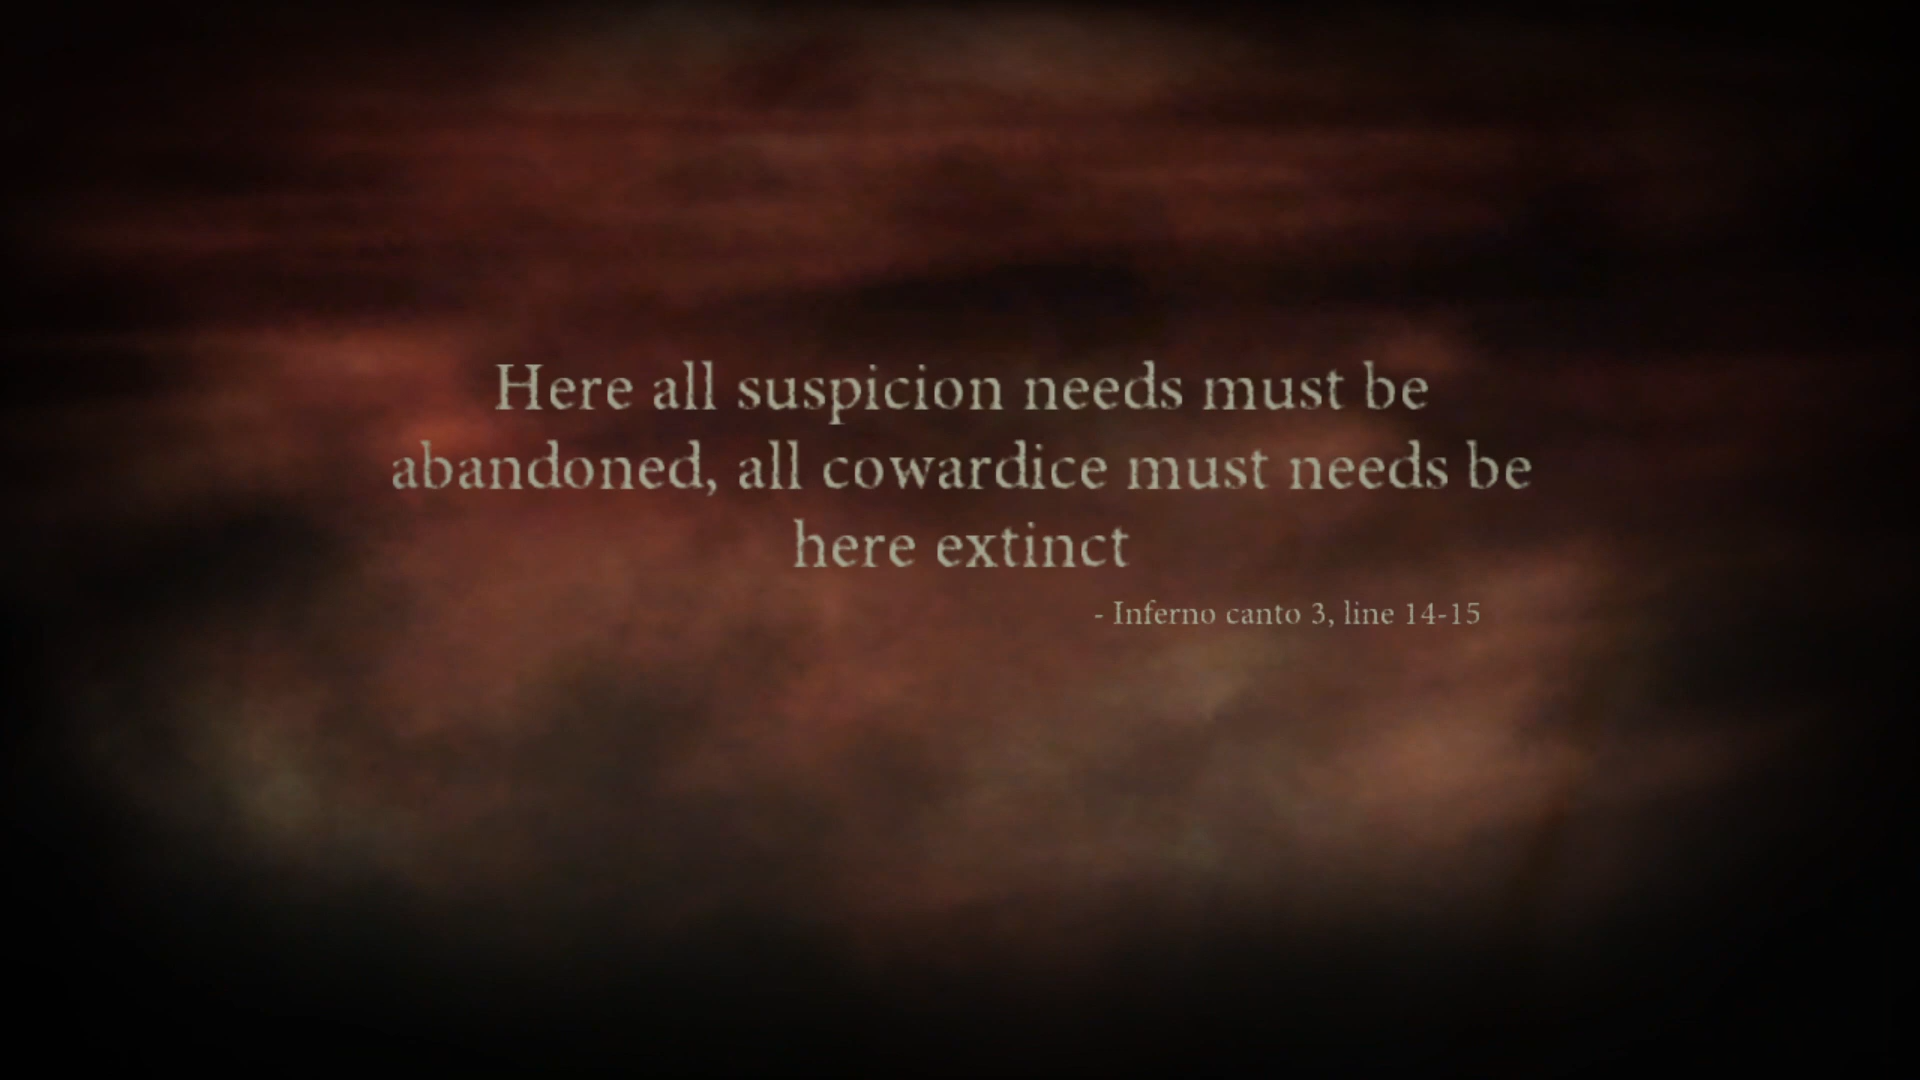 Here all suspicion needs must be
abandoned, all cowardice must needs be
here extinct
- Inferno canto 3, line 14-15